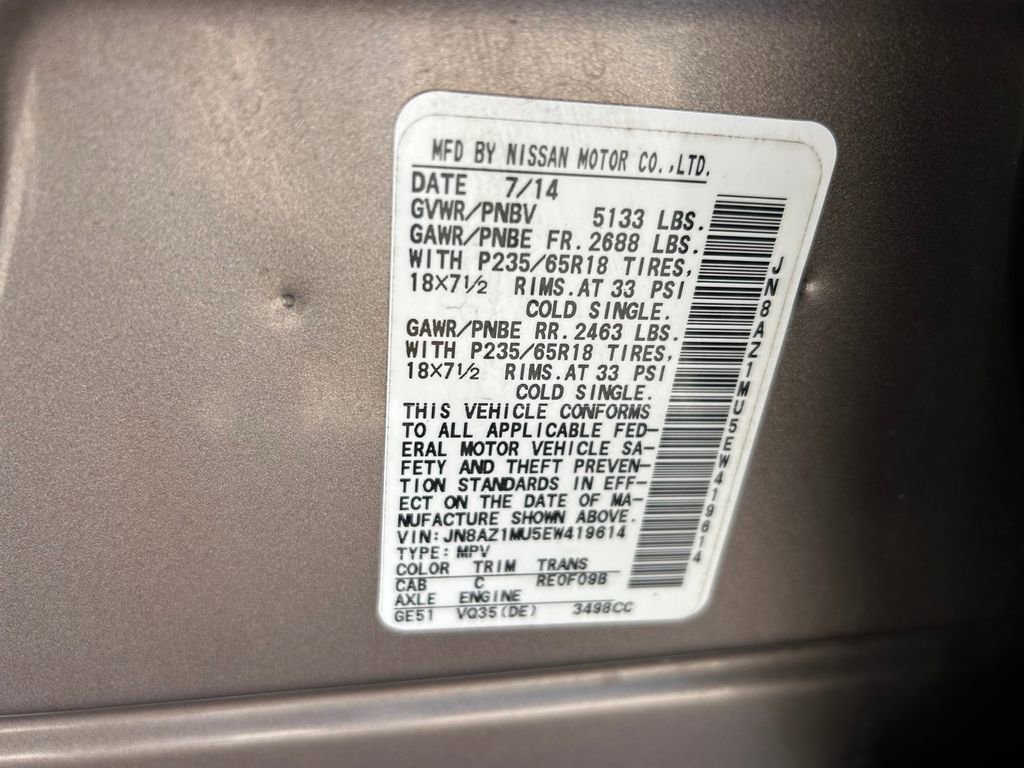 MFD BY NISSAN MOTOR CO.,LTD.
DATE 7/14
GVWR/PNBV 5133 LBS.
GAWR/PNBE FR. 2688 LBS.
WITH P235/65R18 TIRES,
18×7½ RIMS. AT 33 PSI
COLD SINGLE.
GAWR/PNBE RR. 2463 LBS.
WITH P235/65R18 TIRES,
18×7½ RIMS. AT 33 PSI
COLD SINGLE.
THIS VEHICLE CONFORMS
TO ALL APPLICABLE FED-
ERAL MOTOR VEHICLE SA-
FETY AND THEFT PREVEN-
TION STANDARDS IN EFF-
ECT ON THE DATE OF MA-
NUFACTURE SHOWN ABOVE.
VIN: JN8AZ1MU5EW419614
TYPE: MPV
COLOR TRIM TRANS
CAB C RE0F09B
AXLE ENGINE
GE51 VQ35(DE) 3498CC
JN8AZ1MU5EW419614